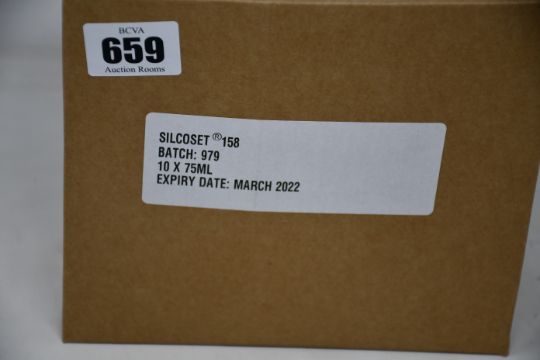 BCVA
659
Auction Rooms
SILCOSET ®158
BATCH: 979
10 X 75ML
EXPIRY DATE: MARCH 2022